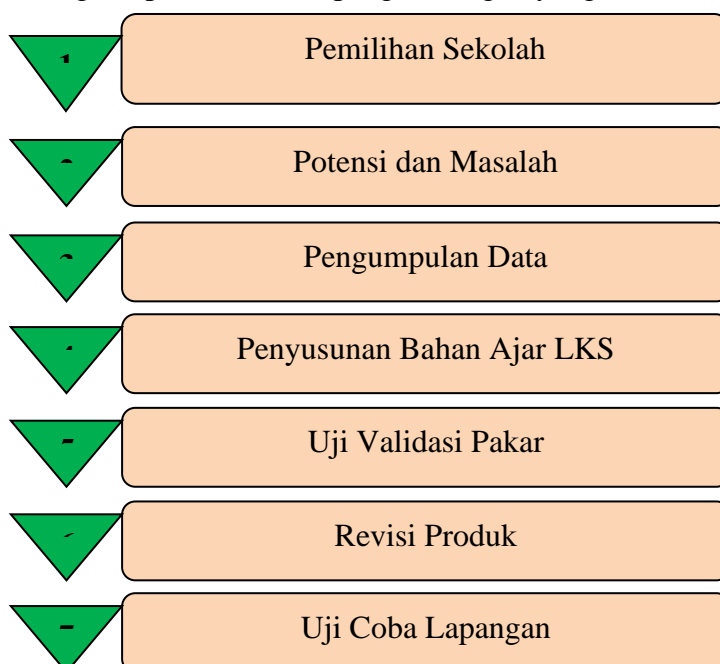 Pemilihan Sekolah
Potensi dan Masalah
Pengumpulan Data
Penyusunan Bahan Ajar LKS
Uji Validasi Pakar
Revisi Produk
Uji Coba Lapangan